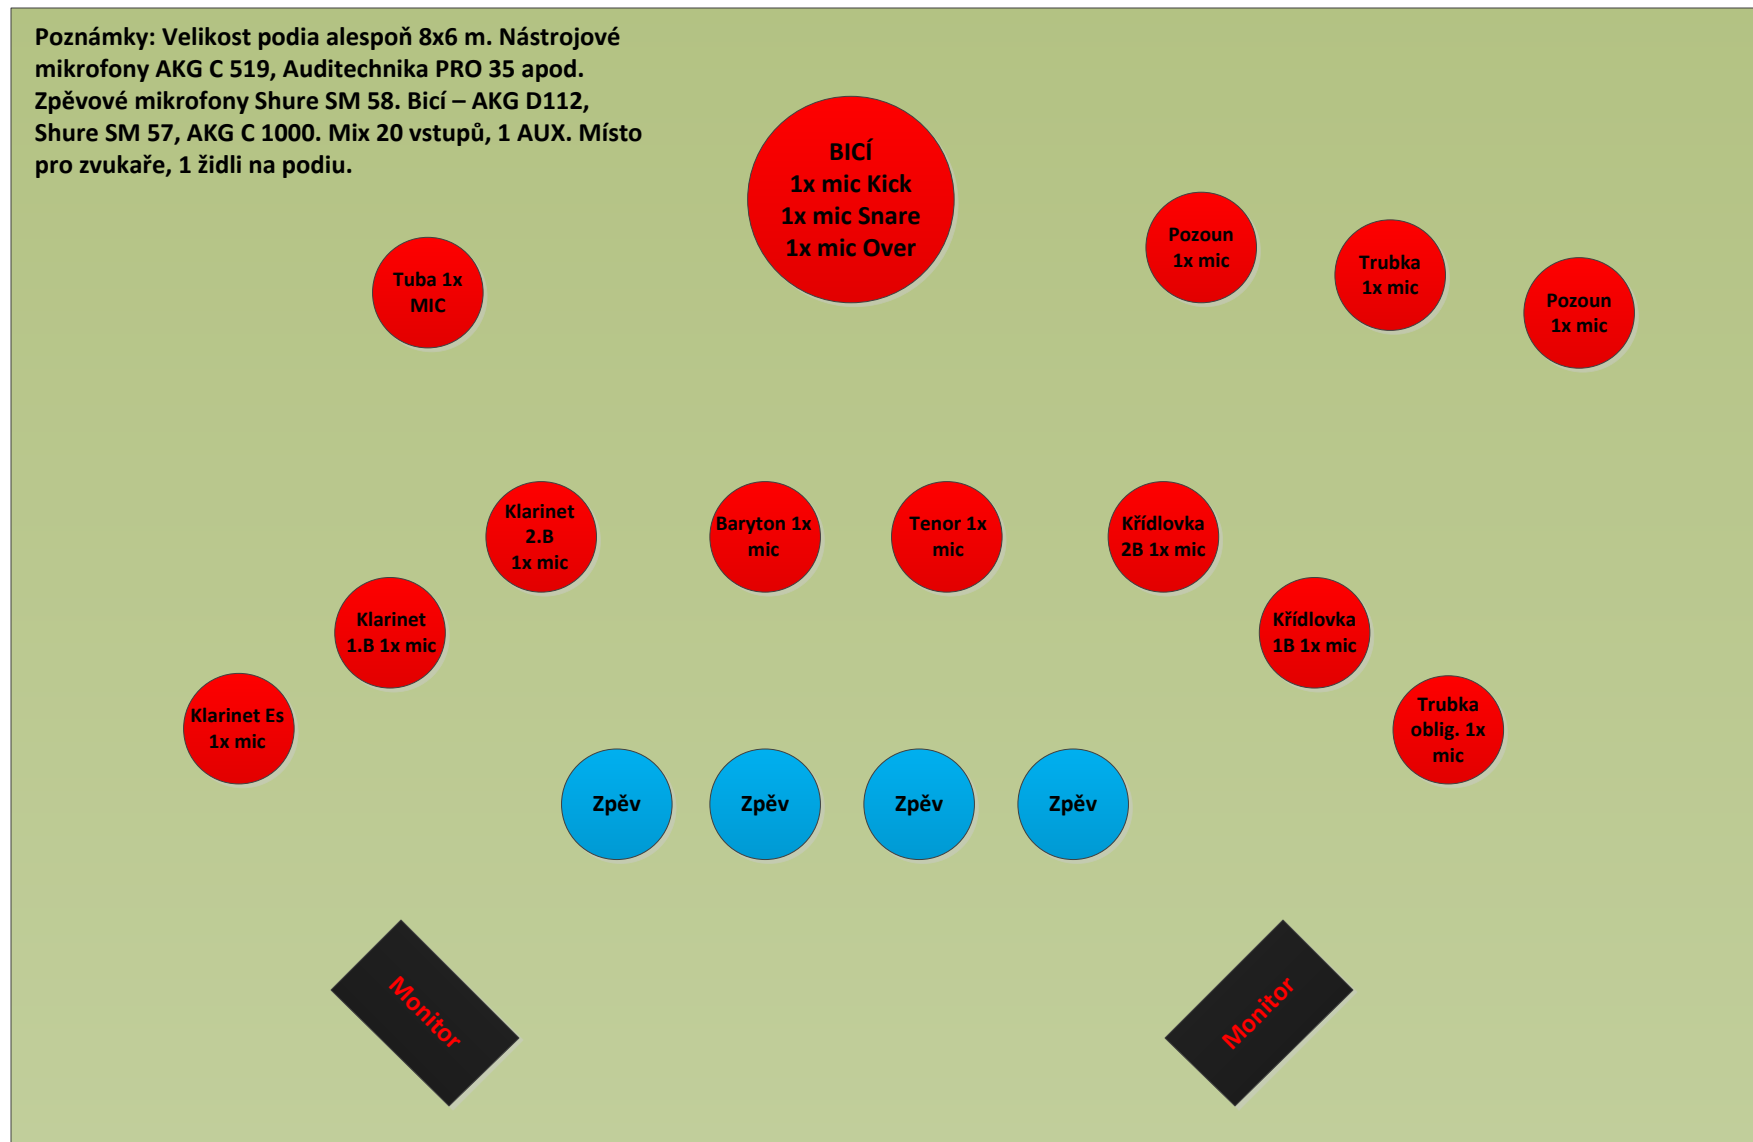 Poznámky: Velikost podia alespoň 8x6 m. Nástrojové
mikrofony AKG C 519, Auditechnika PRO 35 apod.
Zpěvové mikrofony Shure SM 58. Bicí – AKG D112,
Shure SM 57, AKG C 1000. Mix 20 vstupů, 1 AUX. Místo
pro zvukaře, 1 židli na podiu.
BICÍ
1x mic Kick
1x mic Snare
1x mic Over
Tuba 1x
MIC
Pozoun
1x mic
Trubka
1x mic
Pozoun
1x mic
Klarinet
2.B
1x mic
Baryton 1x
mic
Tenor 1x
mic
Křídlovka
2B 1x mic
Klarinet
1.B 1x mic
Křídlovka
1B 1x mic
Klarinet Es
1x mic
Trubka
oblig. 1x
mic
Zpěv
Zpěv
Zpěv
Zpěv
Monitor
Monitor